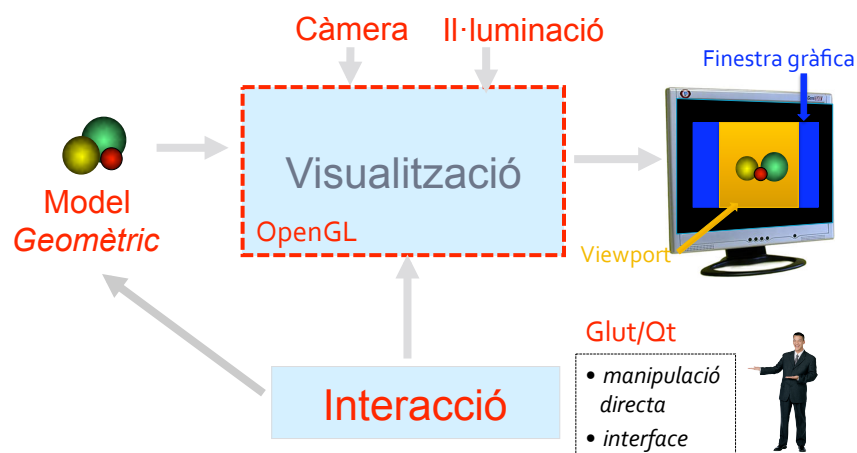 Càmera
Il·luminació
Finestra gràfica
Visualització
OpenGL
Model
Geomètric
Viewport
Glut/Qt
• manipulació
directa
• interface
Interacció